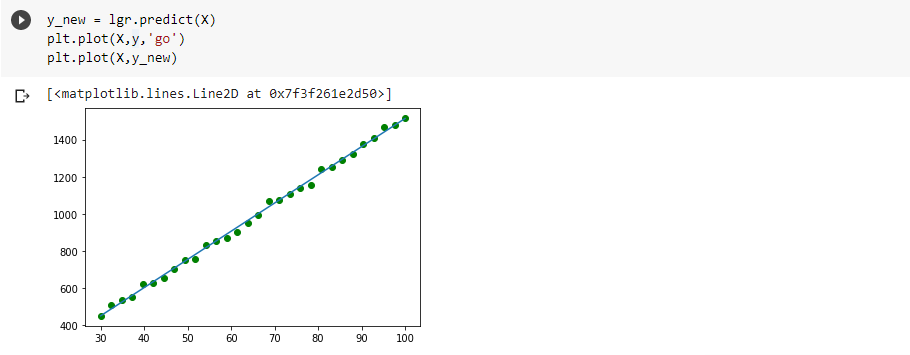 y_new = lgr.predict(X)
plt.plot(X,y,'go')
plt.plot(X,y_new)
[<matplotlib.lines.Line2D at 0x7f3f261e2d50>]
1400
1200
1000
800
600
400
30 40 50 60 70 80 90 100